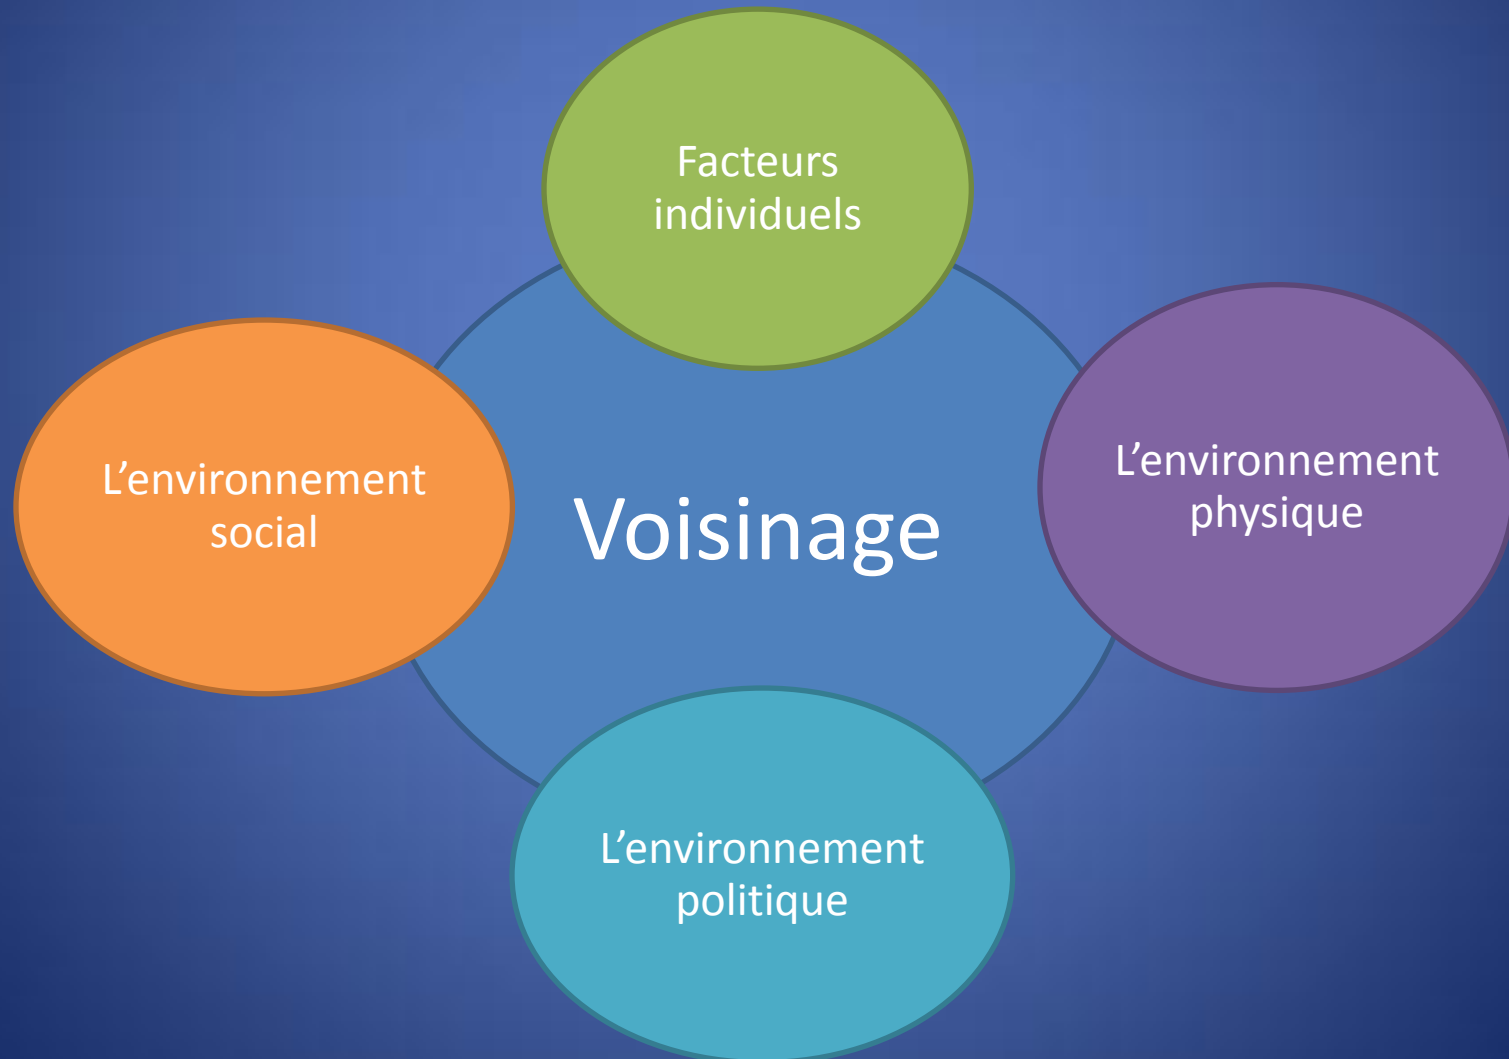 Facteurs
individuels
L’environnement
social
Voisinage
L’environnement
physique
L’environnement
politique